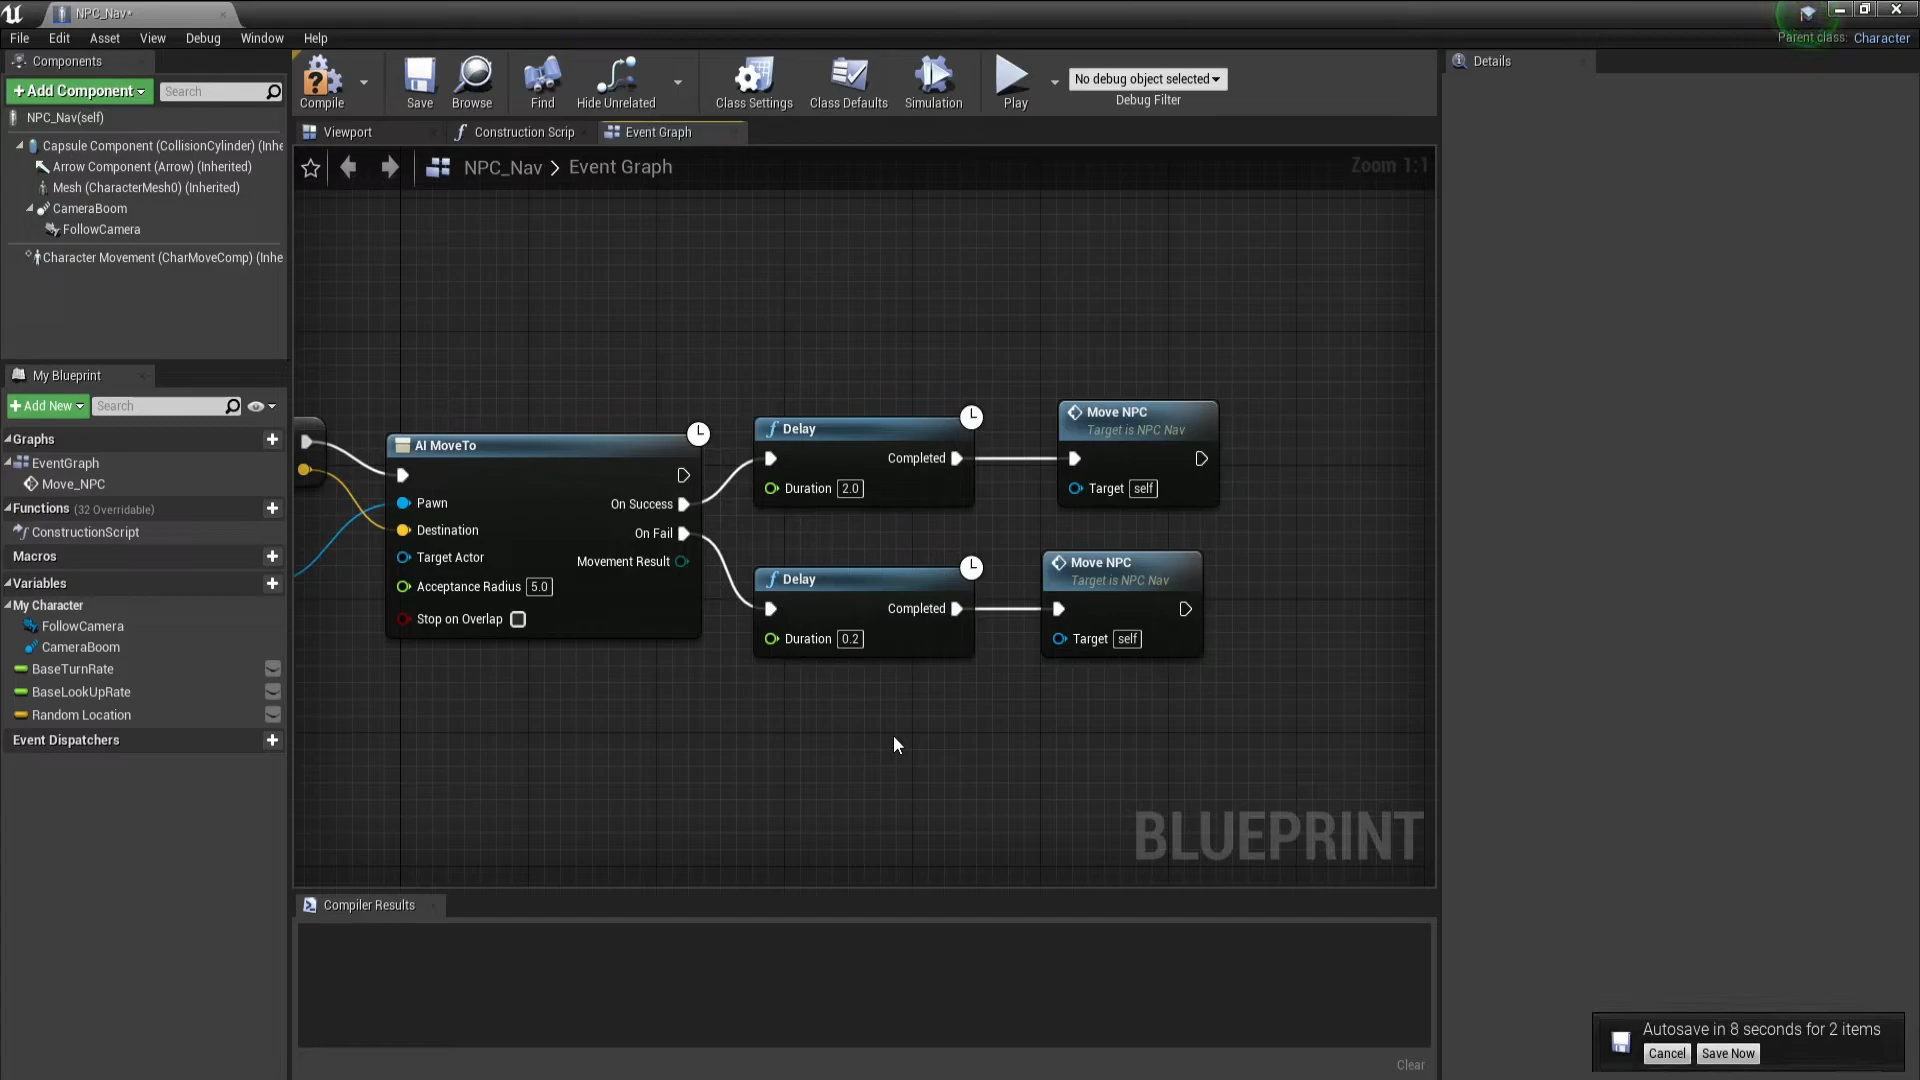 NPC_Nav*
File Edit Asset View Debug Window Help
Parent class: Character
Components
+Add Component
Search
NPC_Nav(self)
Capsule Component (CollisionCylinder) (Inhe
Arrow Component (Arrow) (Inherited)
Mesh (CharacterMesh0) (Inherited)
CameraBoom
FollowCamera
Character Movement (CharMoveComp) (Inhe
Compile
Save
Browse
Find
Hide Unrelated
Class Settings
Class Defaults
Simulation
Play
No debug object selected
Debug Filter
Details
Viewport
Construction Scrip
Event Graph
NPC_Nav > Event Graph
Zoom 1:1
My Blueprint
+Add New
Search
Graphs
EventGraph
Move_NPC
Functions (32 Overridable)
ConstructionScript
Macros
Variables
My Character
FollowCamera
CameraBoom
BaseTurnRate
BaseLookUpRate
Random Location
Event Dispatchers
AI MoveTo
Pawn
On Success
Destination
On Fail
Target Actor
Movement Result
Acceptance Radius 5.0
Stop on Overlap
Delay
Completed
Duration 2.0
Move NPC
Target is NPC Nav
Target self
Delay
Completed
Duration 0.2
Move NPC
Target is NPC Nav
Target self
BLUEPRINT
Compiler Results
Clear
Autosave in 8 seconds for 2 items
Cancel Save Now